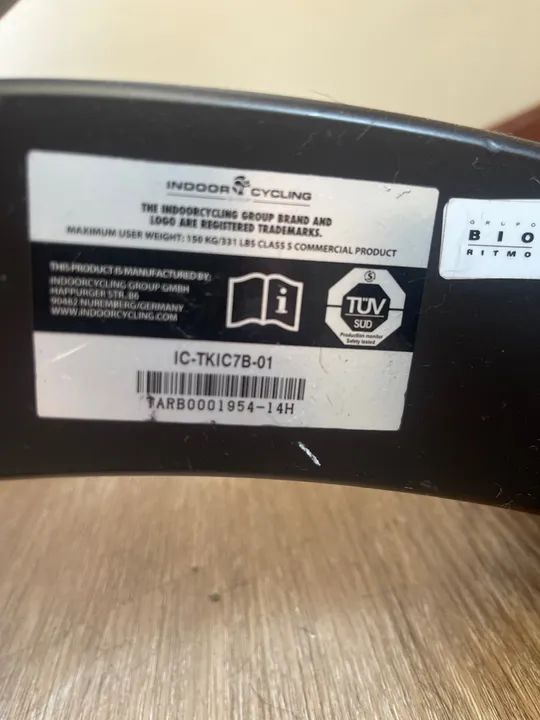 INDOOR CYCLING
GROUP
THE INDOORCYCLING GROUP BRAND AND
LOGO ARE REGISTERED TRADEMARKS.
MAXIMUM USER WEIGHT: 150 KG/331 LBS CLASS S COMMERCIAL PRODUCT
THIS PRODUCT IS MANUFACTURED BY:
INDOORCYCLING GROUP GMBH
HAPPURGER STR. 86
90482 NUREMBERG/GERMANY
WWW.INDOORCYCLING.COM
i
S
TÜV
SÜD
Production monitored
Safety tested
IC-TKIC7B-01
TARB0001954-14H
GRUPO
BIO
RITMO